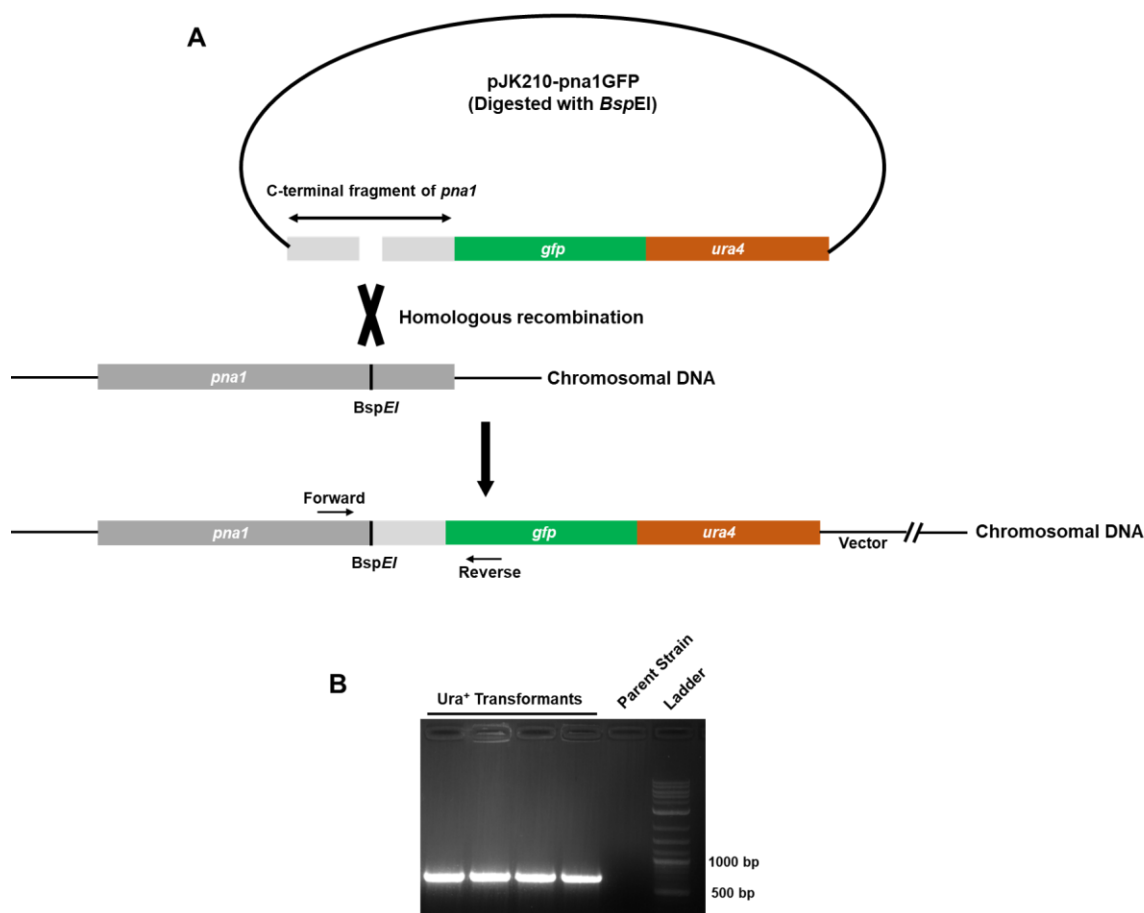 A
pJK210-pna1GFP
(Digested with BspEI)
C-terminal fragment of pna1
gfp
ura4
Homologous recombination
pna1
Chromosomal DNA
BspEI
Forward
pna1
gfp
ura4
Chromosomal DNA
Vector
BspEI
Reverse
B
Ura⁺ Transformants
Parent Strain
Ladder
1000 bp
500 bp